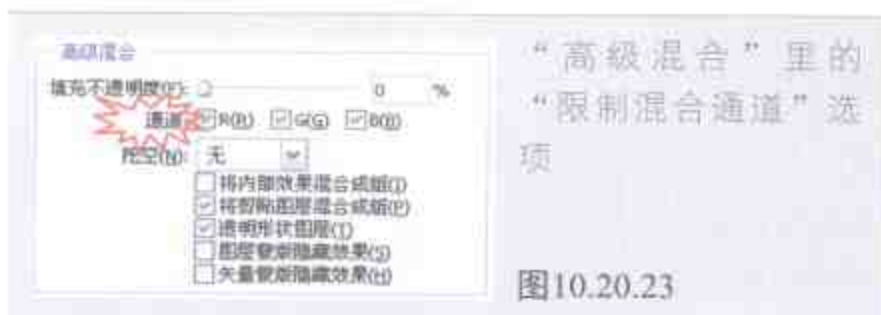 高级混合
填充不透明度(F): 0 %
通道: R(R) G(G) B(B)
挖空(N): 无
将内部效果混合成组(I)
将剪贴图层混合成组(P)
透明形状图层(T)
图层蒙版隐藏效果(S)
矢量蒙版隐藏效果(H)
“高级混合”里的
“限制混合通道”选
项
图10.20.23